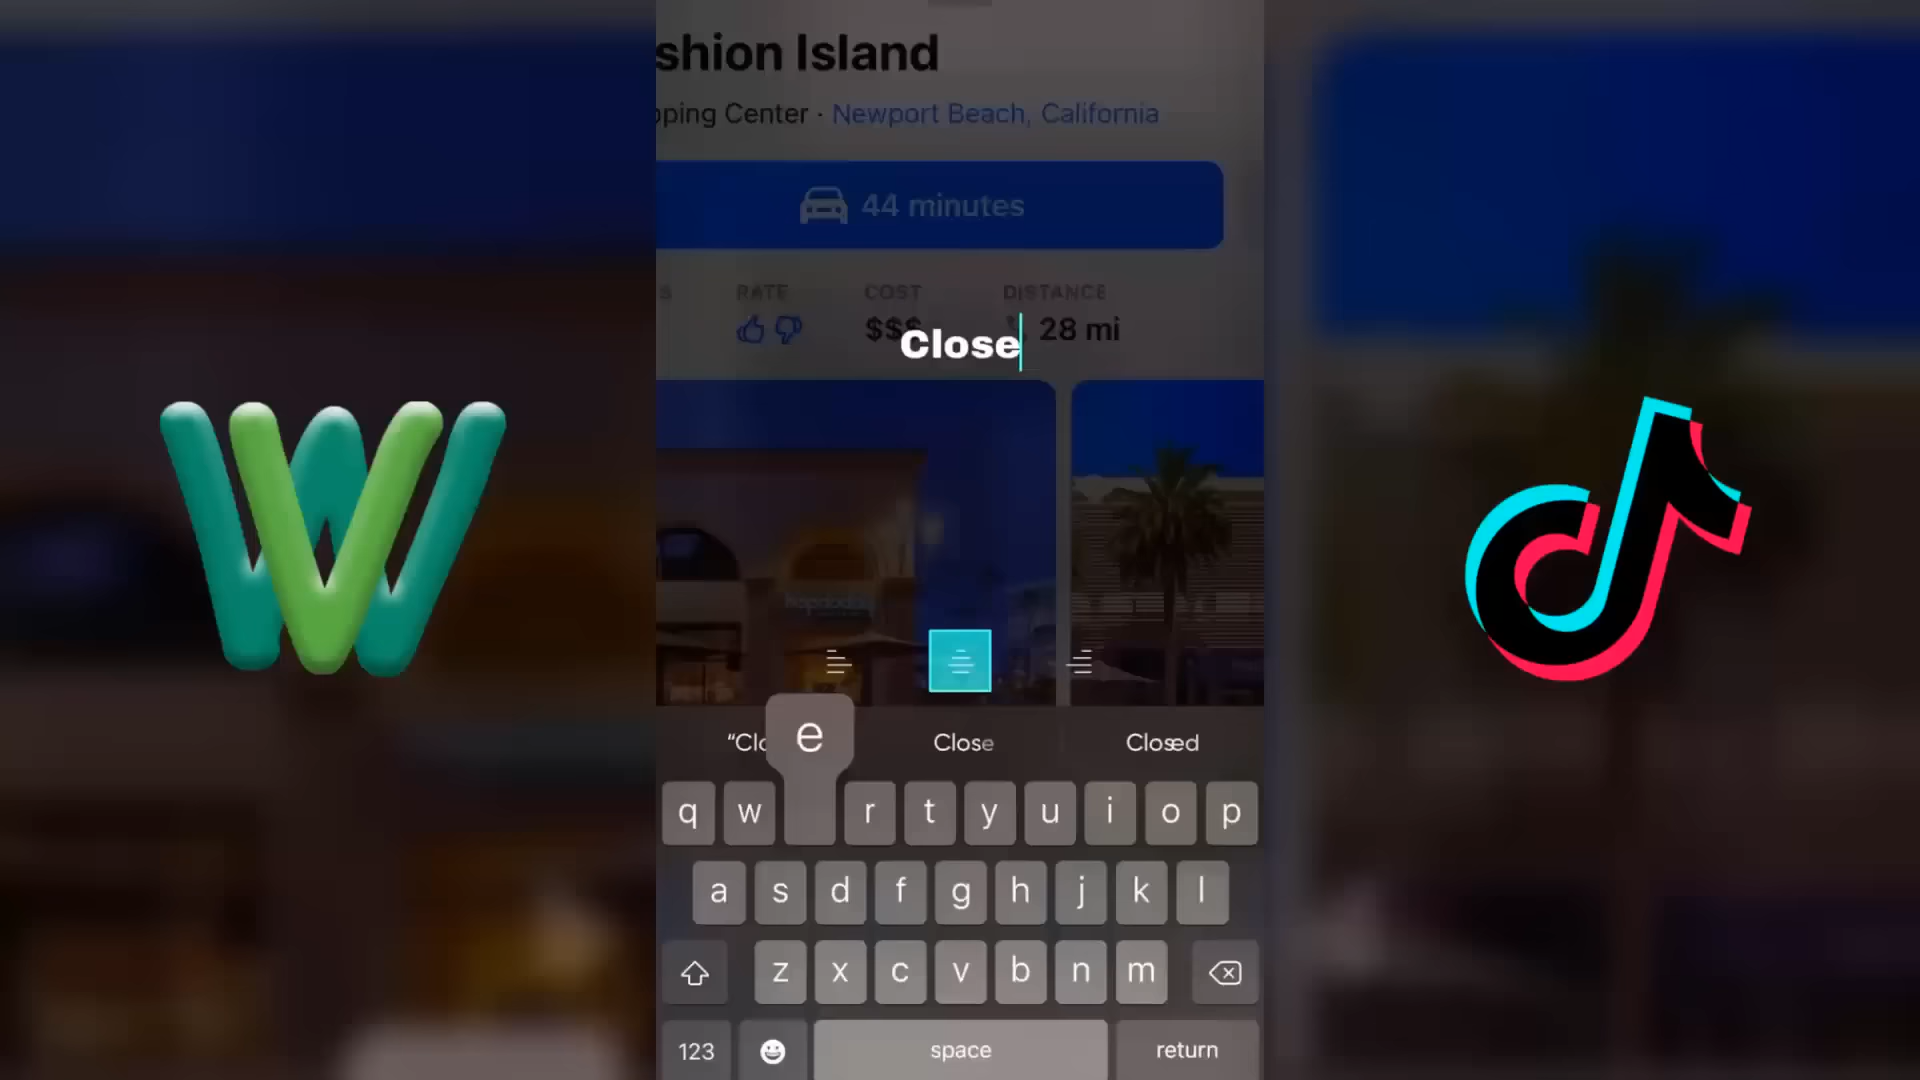 shion Island
pping Center · Newport Beach, California
44 minutes
S RATE COST DISTANCE
$$$ 28 mi
Close
“Clo e Close Closed
q w r t y u i o p
a s d f g h j k l
z x c v b n m
123 space return